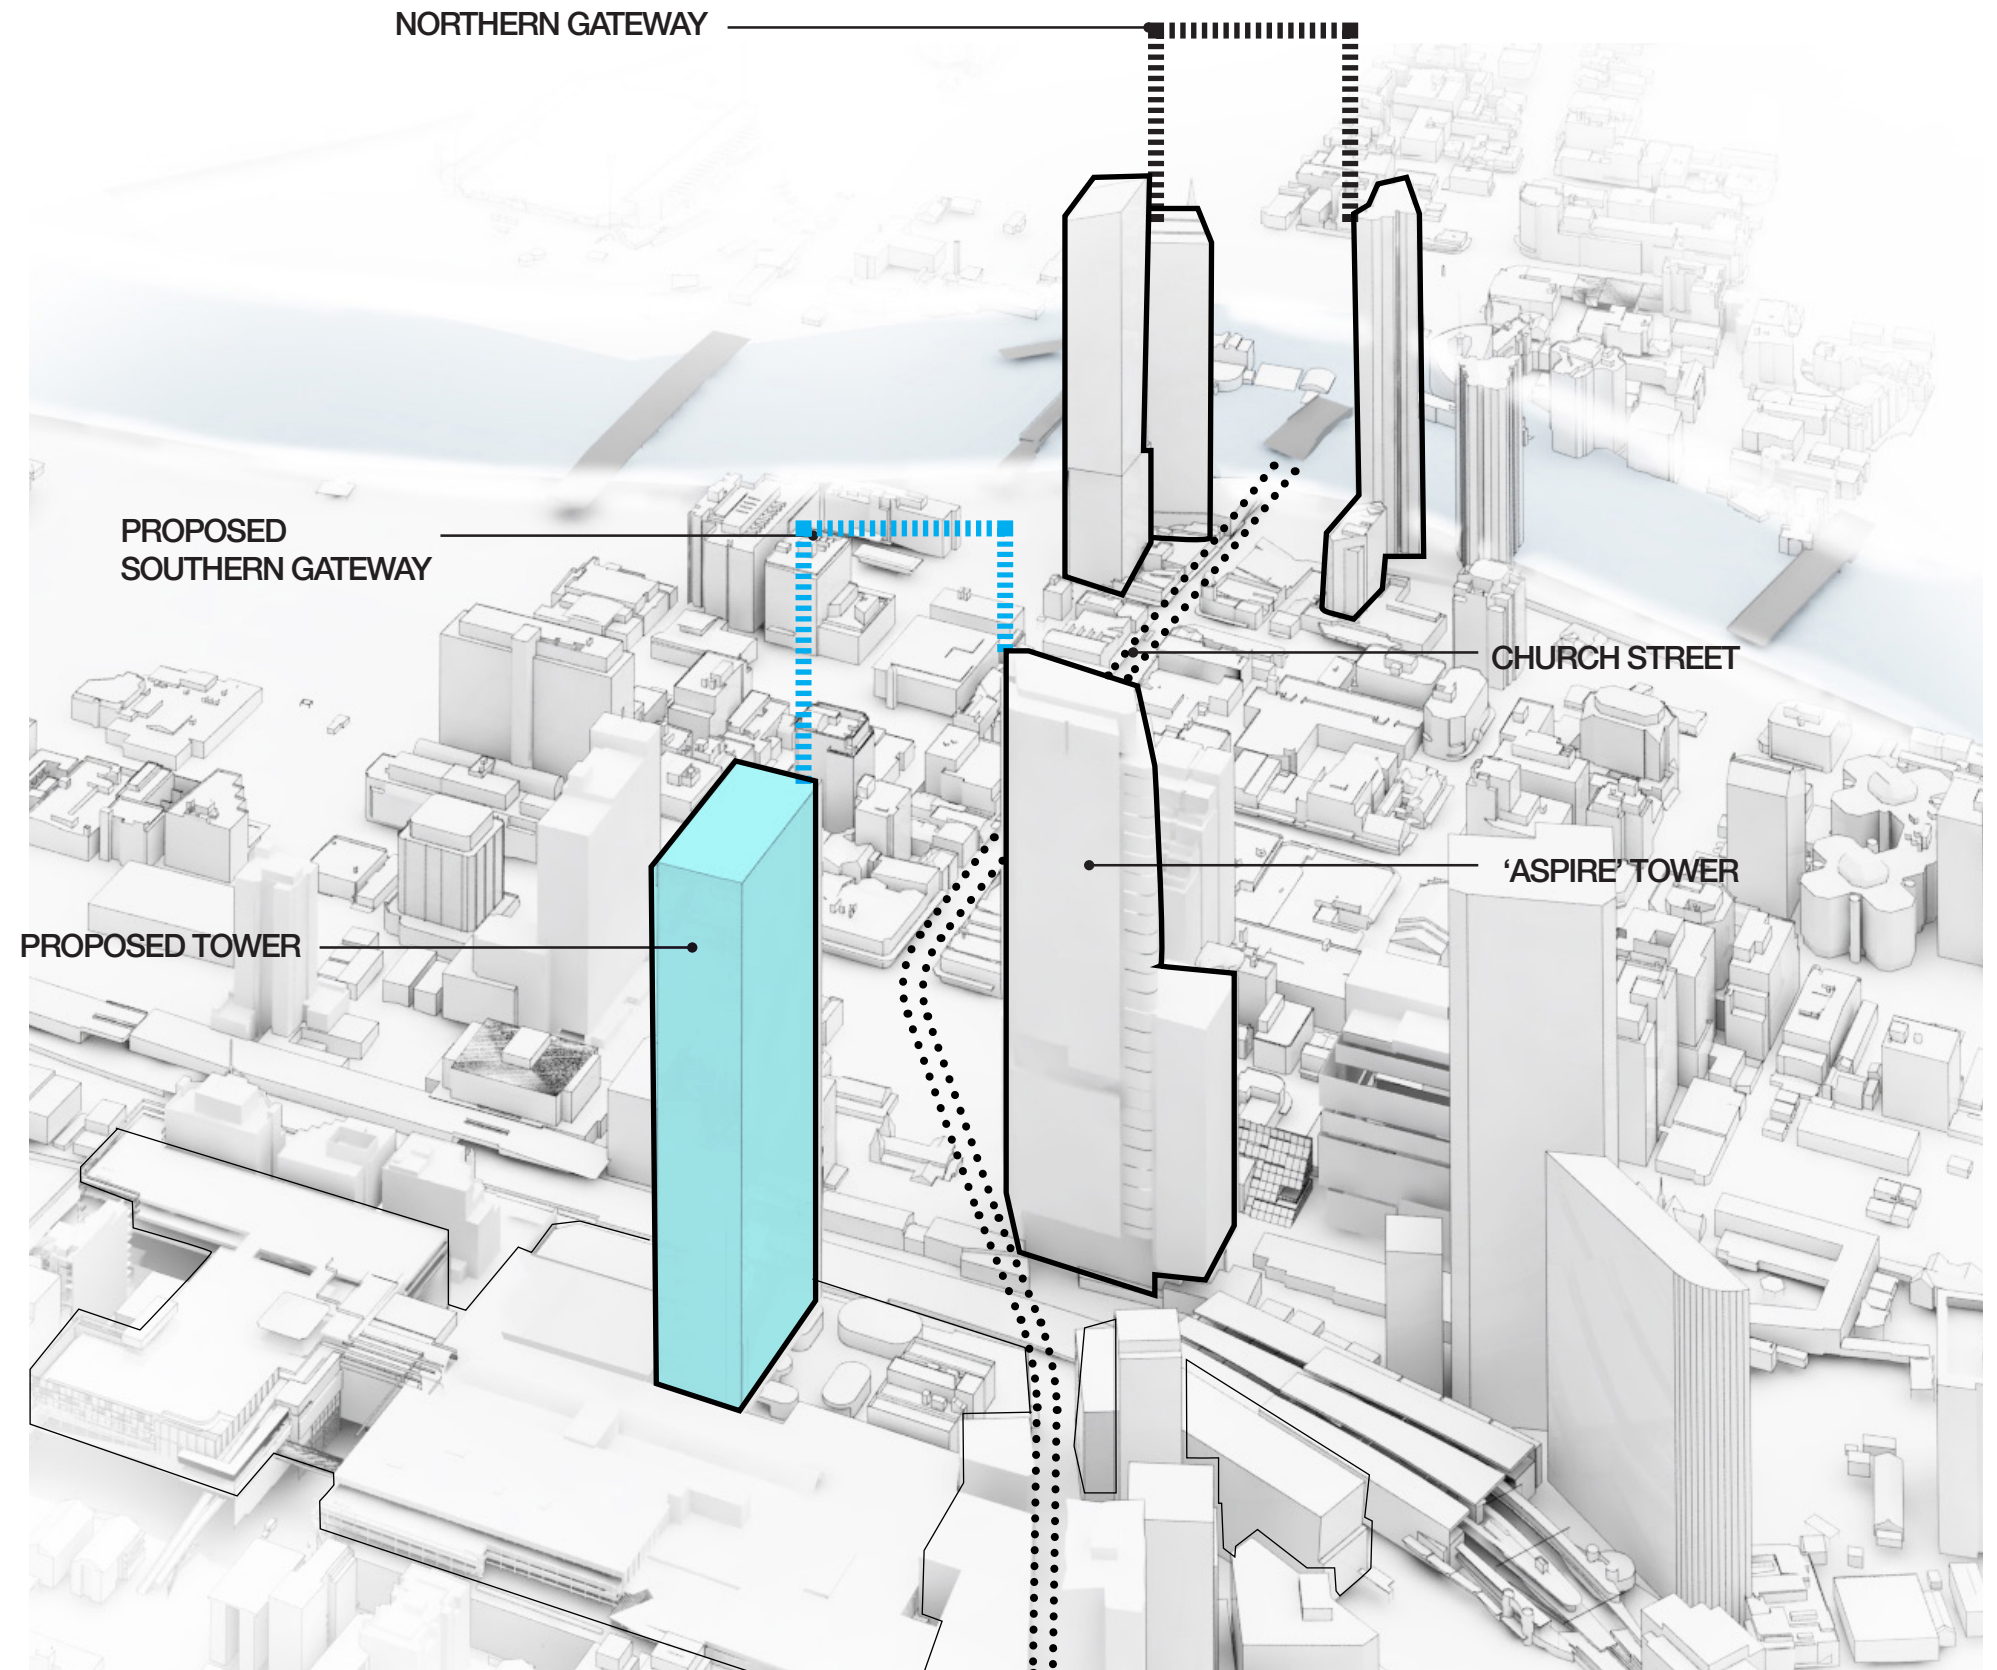 NORTHERN GATEWAY
PROPOSED
SOUTHERN GATEWAY
CHURCH STREET
‘ASPIRE’ TOWER
PROPOSED TOWER